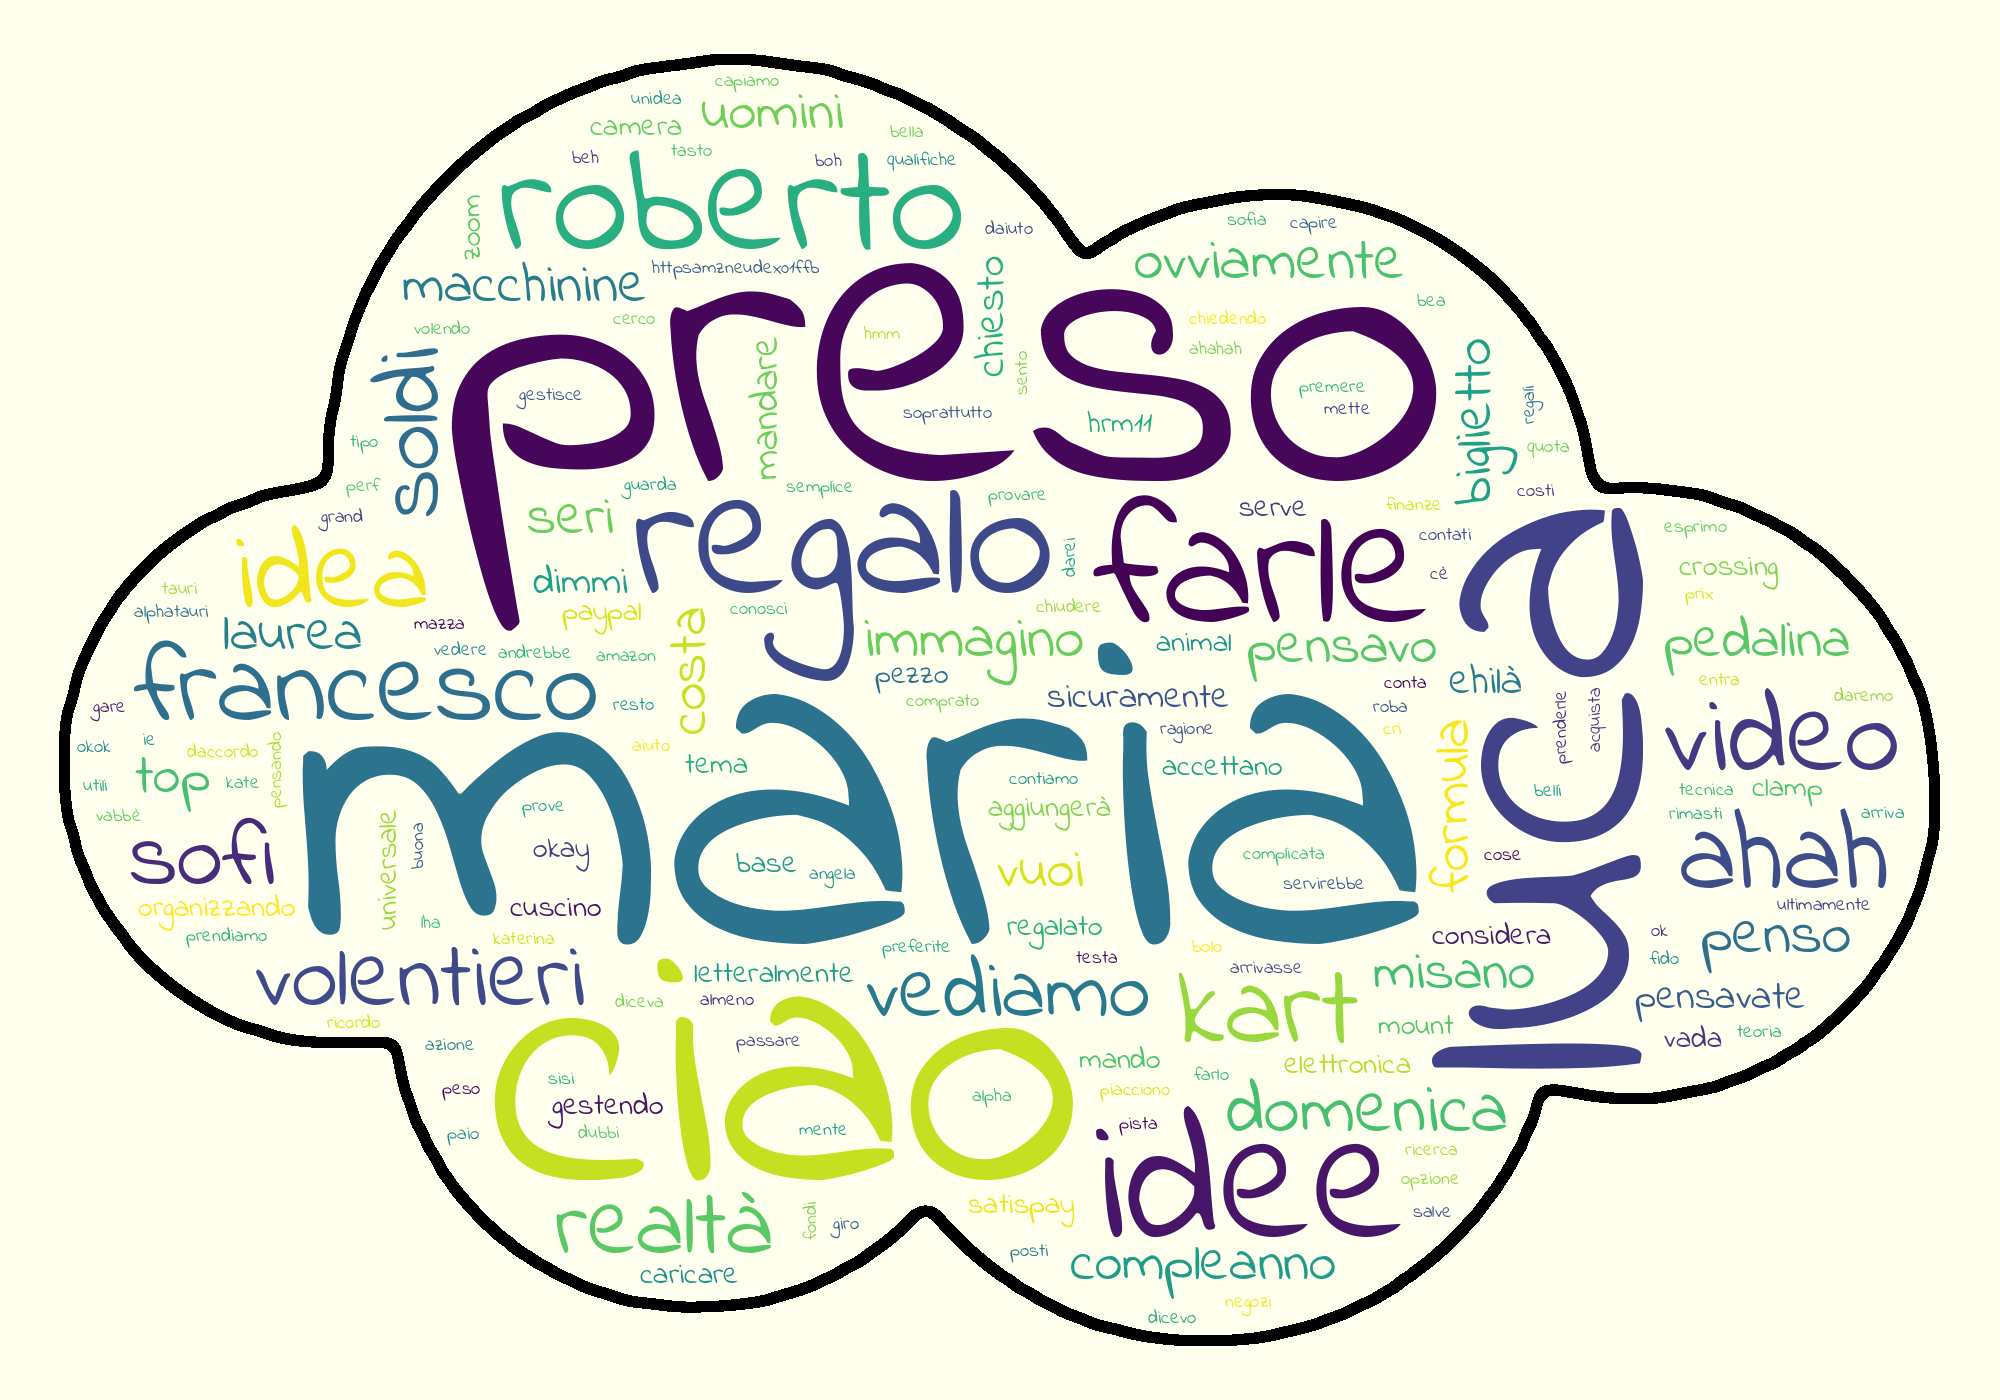 capiamo
unidea
uomini
camera
bella
tasto
beh
boh
qualifiche
roberto
zoom
daiuto
sofia
capire
macchinine
httpsamzneudexo1ffb
chiesto
ovviamente
volendo
cerco
hmm
bea
chiedendo
ahahah
preso
soldi
mandare
sento
biglietto
gestisce
soprattutto
hrm11
premere
mette
regali
tipo
quota
perf
guarda
semplice
provare
serve
finanze
costi
grand
seri
regalo
farle
contati
esprimo
idea
dimmi
darei
cè
crossing
tauri
alphatauri
paypal
conosci
chiudere
prix
laurea
mazza
costa
immagino
animal
pensavo
pedalina
vedere
andrebbe
amazon
francesco
pezzo
sicuramente
conta
ehilà
entra
gare
resto
comprato
roba
prenderle
acquista
daremo
okok
ie
daccordo
pensando
aiuto
ragione
cri
video
top
kate
tema
contiamo
accettano
formula
luca
utili
belli
tecnica
clamp
vabbè
maria
prove
aggiungerà
rimasti
arriva
sofi
universale
buona
okay
base
angela
vuoi
complicata
servirebbe
cose
ahah
organizzando
cuscino
ultimamente
prendiamo
lha
katerina
preferite
regalato
bolo
considera
ok
penso
volentieri
letteralmente
testa
arrivasse
misano
fido
diceva
almeno
vediamo
kart
pensavate
ricordo
ciao
passare
mount
vada
teoria
azione
mando
elettronica
peso
sisi
gestendo
alpha
piacciono
farlo
domenica
paio
dubbi
mente
pista
idee
ricerca
opzione
realtà
fondi
giro
satispay
salve
caricare
posti
compleanno
negozi
dicevo